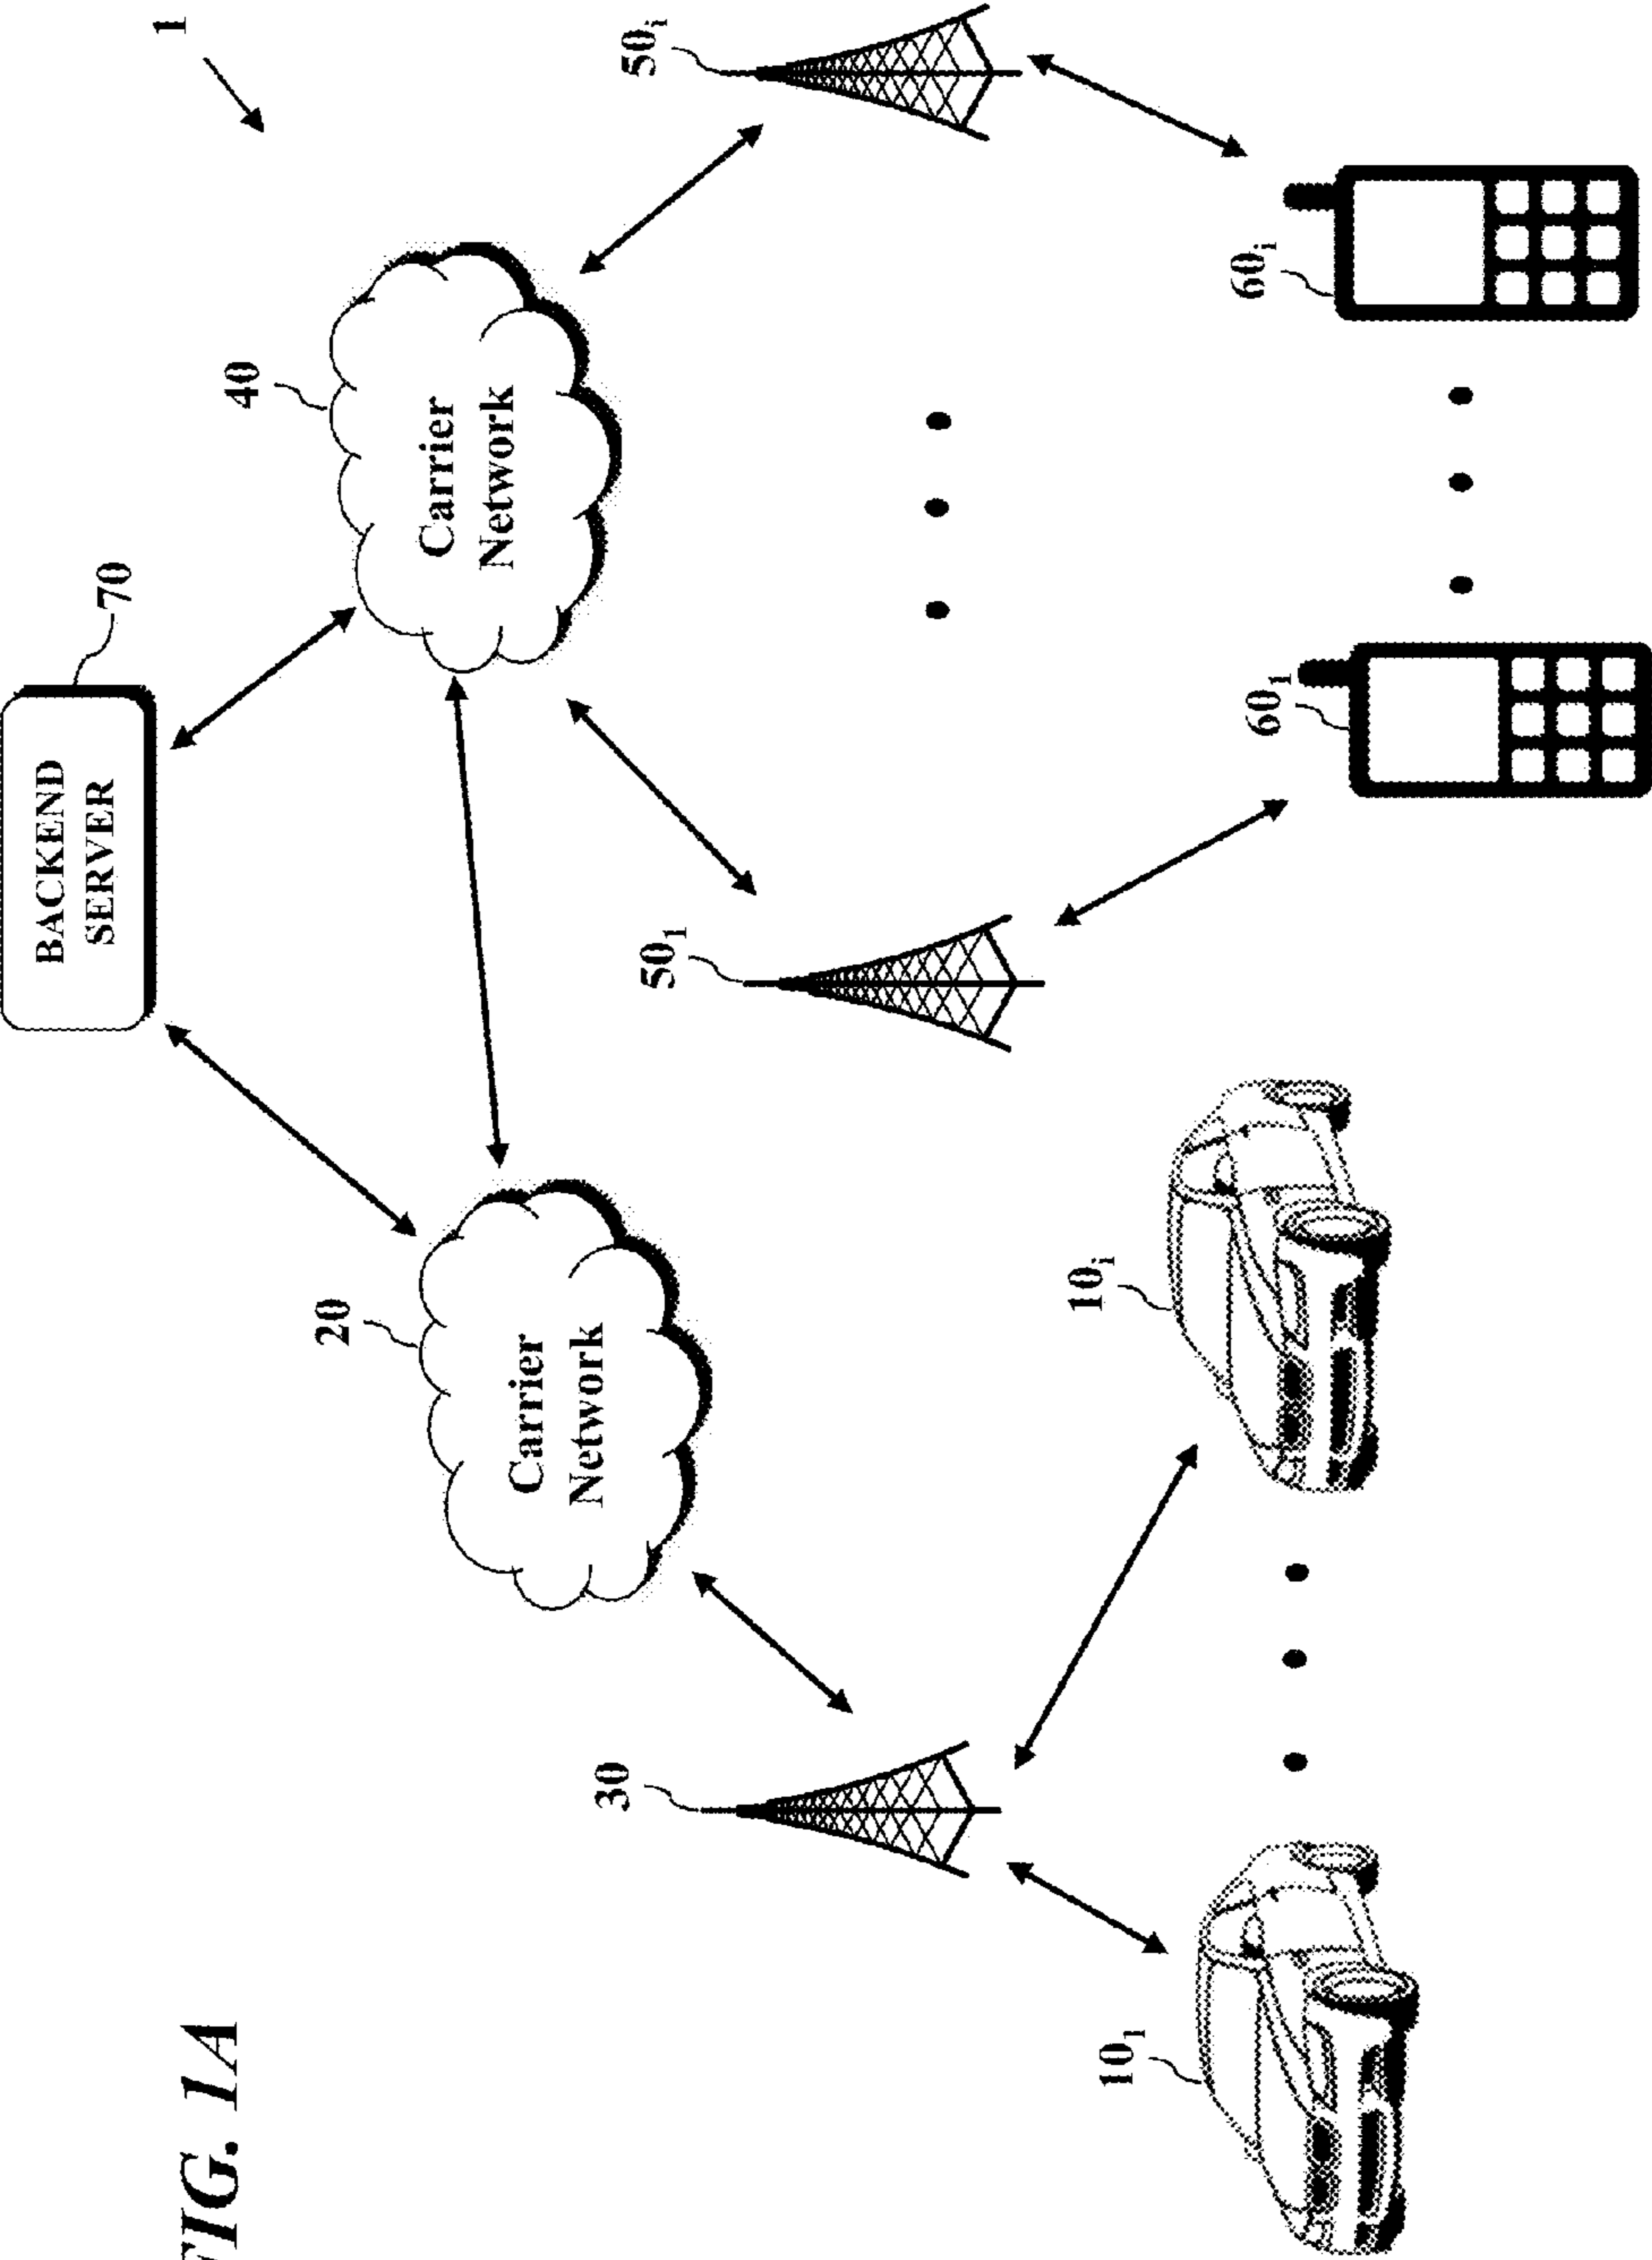 FIG. 1A
1
BACKEND
SERVER
70
20
Carrier
Network
40
Carrier
Network
30
50₁
50ᵢ
10₁
10ᵢ
60₁
60ᵢ